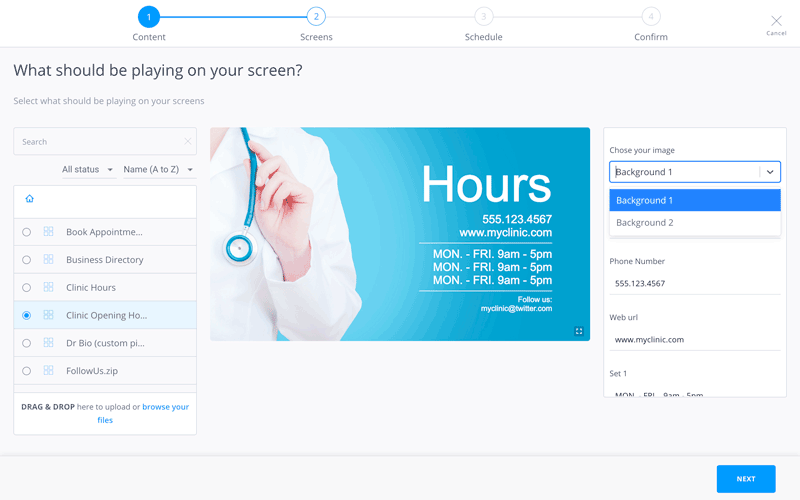 1
2
3
4
Content
Screens
Schedule
Confirm
Cancel
What should be playing on your screen?
Select what should be playing on your screens
Search
All status
Name (A to Z)
Book Appointme...
Business Directory
Clinic Hours
Clinic Opening Ho...
Dr Bio (custom pi...
FollowUs.zip
DRAG & DROP here to upload or browse your
files
Hours
555.123.4567
www.myclinic.com
MON. - FRI. 9am - 5pm
MON. - FRI. 9am - 5pm
MON. - FRI. 9am - 5pm
Follow us:
myclinic@twitter.com
Chose your image
Background 1
Background 1
Background 2
Phone Number
555.123.4567
Web url
www.myclinic.com
Set 1
MON. - FRI. 9am - 5pm
NEXT